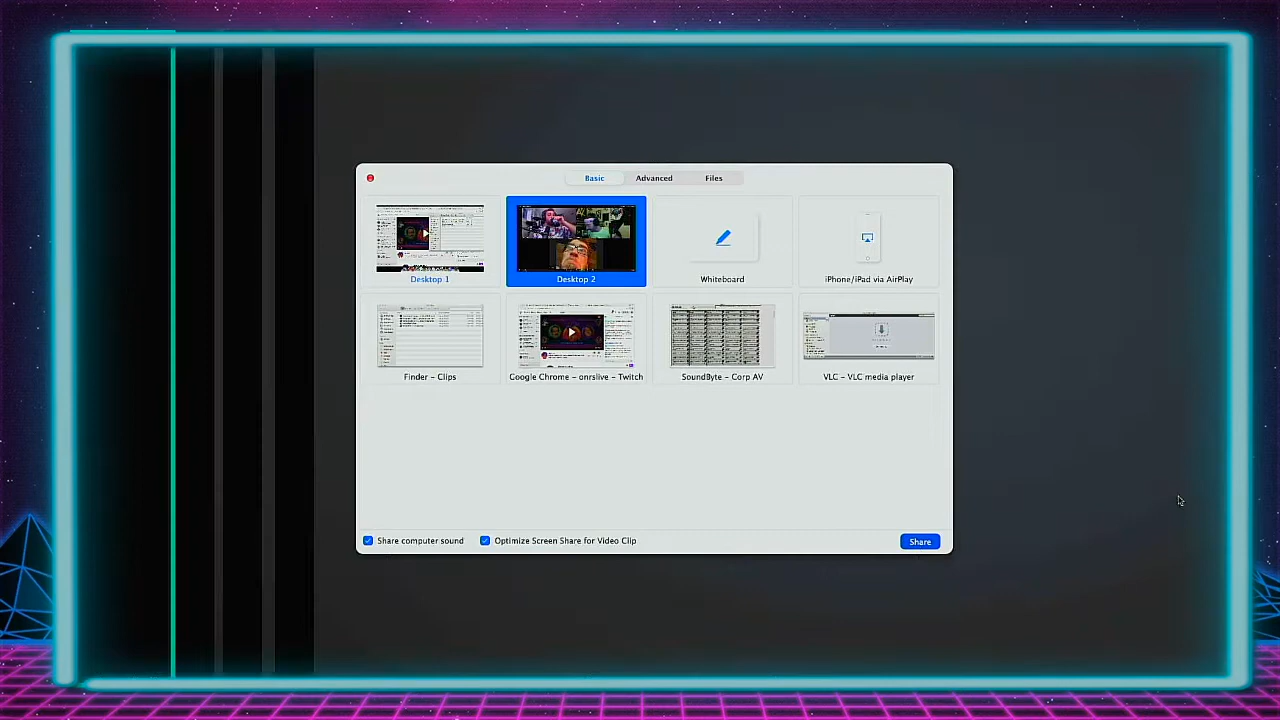 Basic Advanced Files
Desktop 1 Desktop 2 Whiteboard iPhone/iPad via AirPlay
Finder - Clips Google Chrome - onrslive - Twitch SoundByte - Corp AV VLC - VLC media player
Share computer sound Optimize Screen Share for Video Clip Share